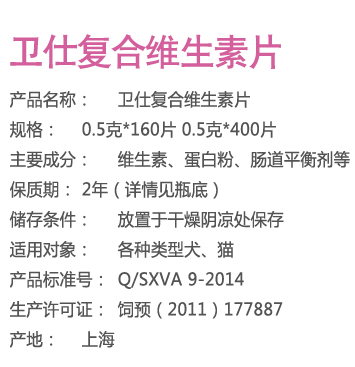 卫仕复合维生素片
产品名称： 卫仕复合维生素片
规格： 0.5克*160片 0.5克*400片
主要成分： 维生素、蛋白粉、肠道平衡剂等
保质期： 2年（详情见瓶底）
储存条件： 放置于干燥阴凉处保存
适用对象： 各种类型犬、猫
产品标准号： Q/SXVA 9-2014
生产许可证： 饲预（2011）177887
产地： 上海